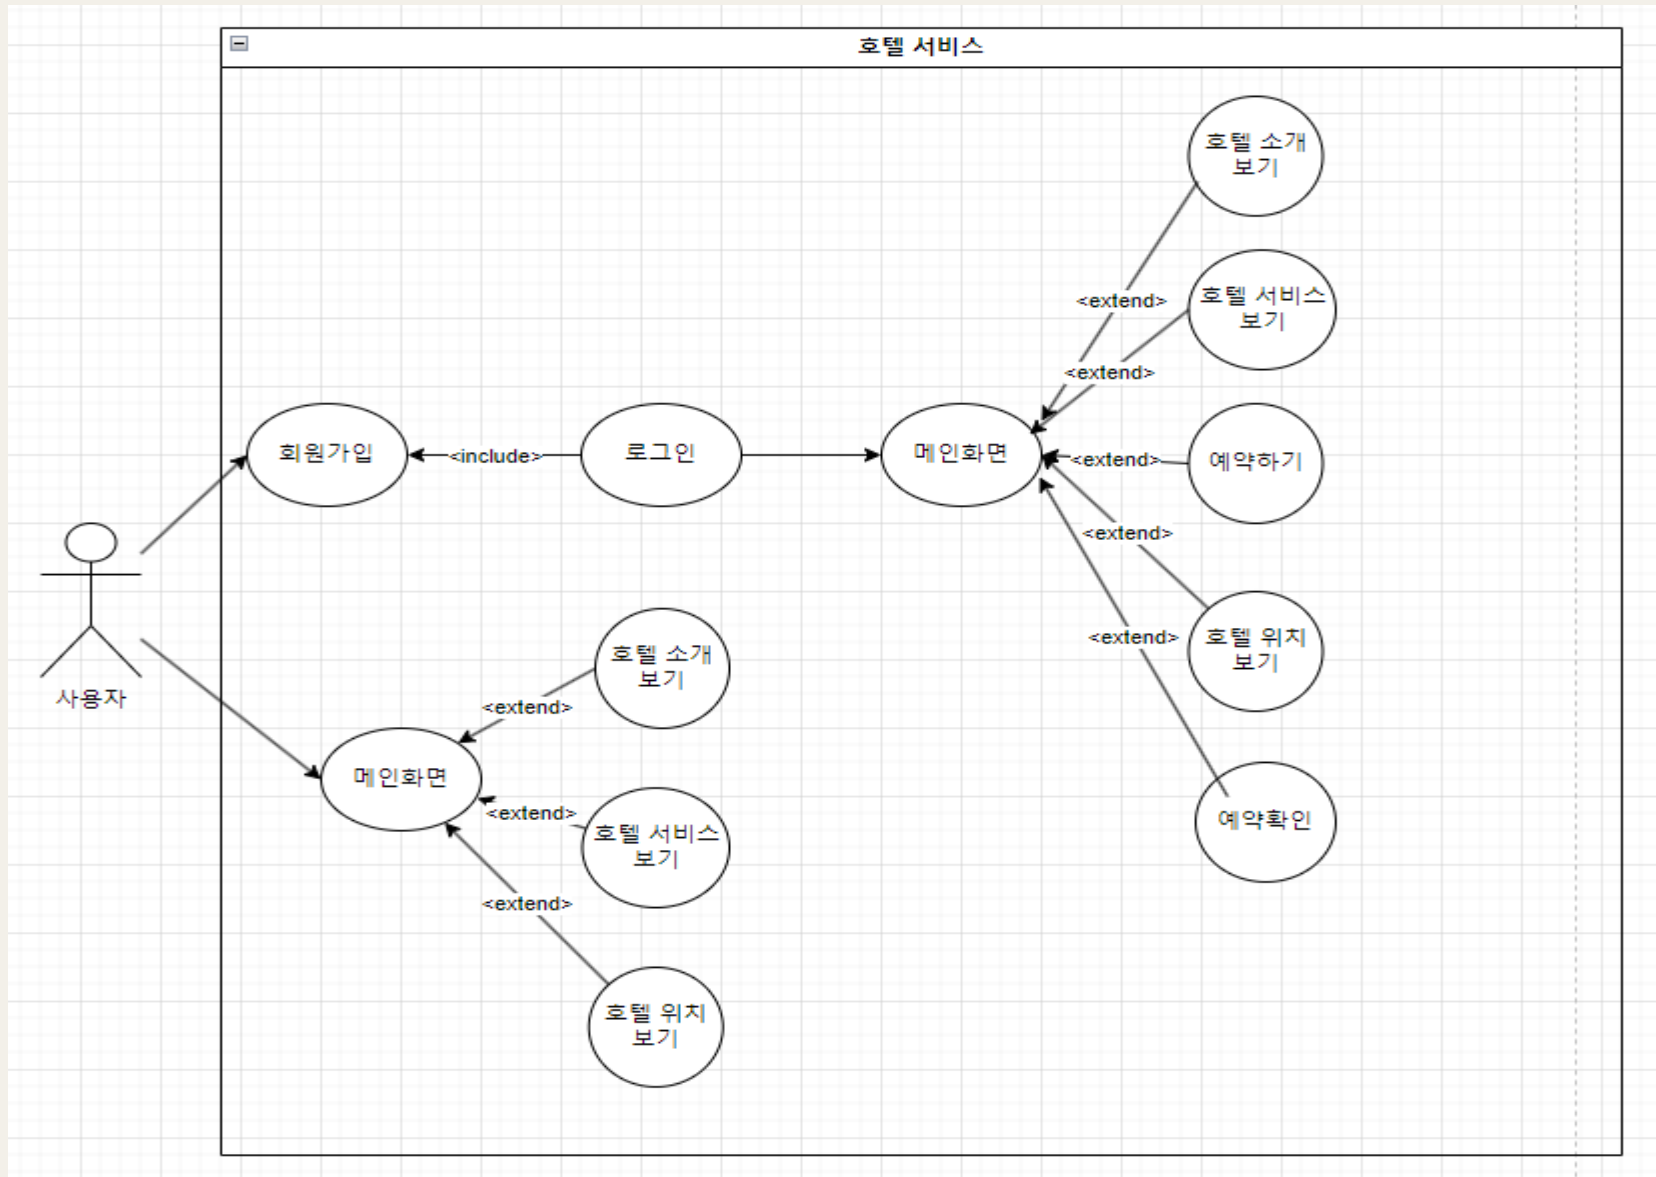 호텔 서비스
호텔 소개
보기
<extend>
호텔 서비스
보기
<extend>
회원가입
<include>
로그인
메인화면
<extend>
예약하기
<extend>
호텔 위치
보기
<extend>
예약확인
사용자
호텔 소개
보기
<extend>
메인화면
<extend>
호텔 서비스
보기
<extend>
호텔 위치
보기